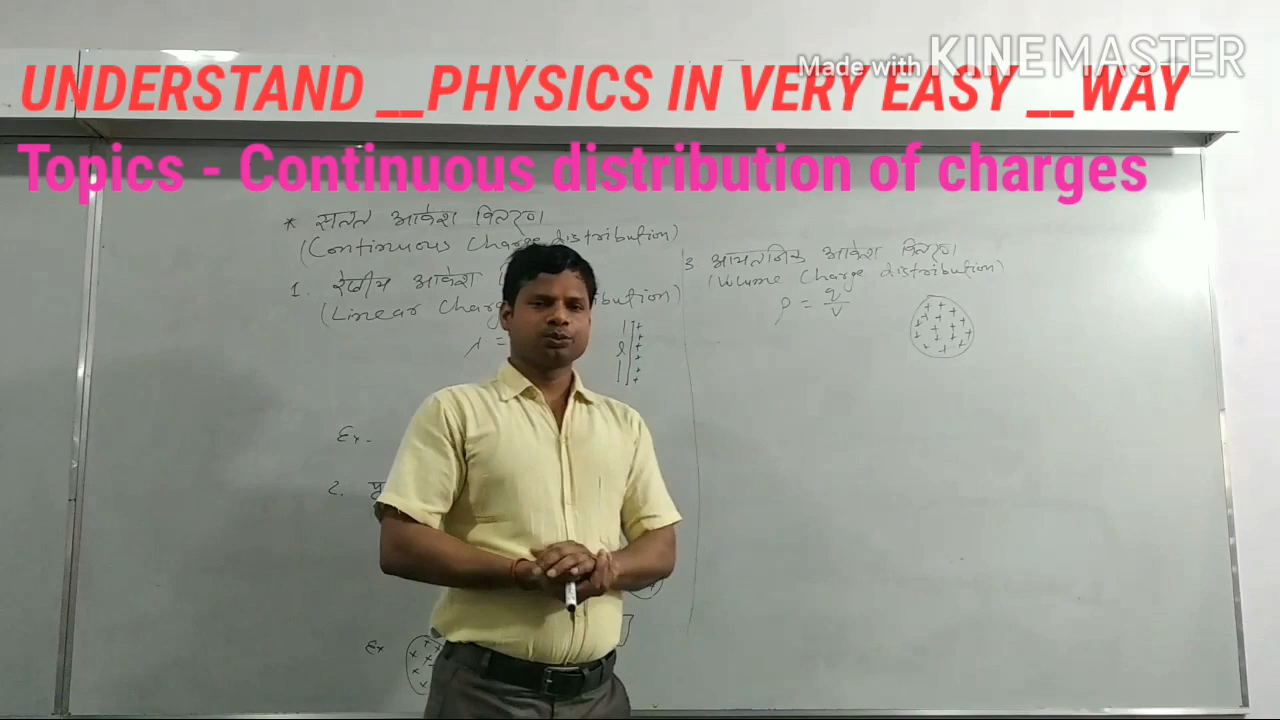 Made with KINEMASTER
UNDERSTAND __PHYSICS IN VERY EASY __WAY
Topics - Continuous distribution of charges
* सतत आवेश वितरण
(Continuous Charge distribution)
1. रेखीय आवेश
(Linear Charge ribution)
λ =
l
Ex-
2. पृ
Ex
3 आयतनिक आवेश वितरण
(Volume Charge distribution)
ρ = q/v